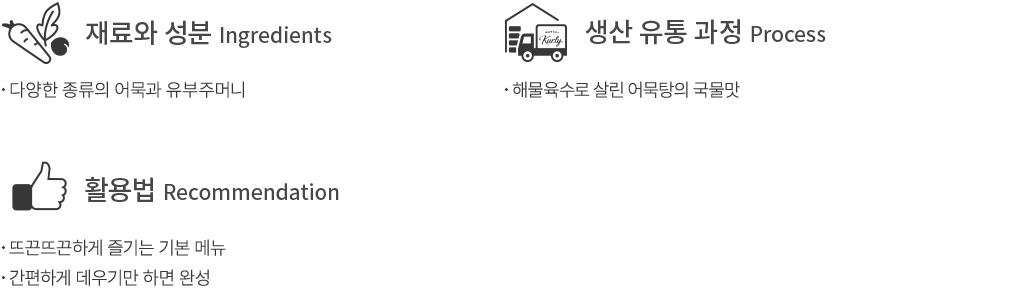 재료와 성분 Ingredients
· 다양한 종류의 어묵과 유부주머니
Kurly
생산 유통 과정 Process
· 해물육수로 살린 어묵탕의 국물맛
활용법 Recommendation
· 뜨끈뜨끈하게 즐기는 기본 메뉴
· 간편하게 데우기만 하면 완성